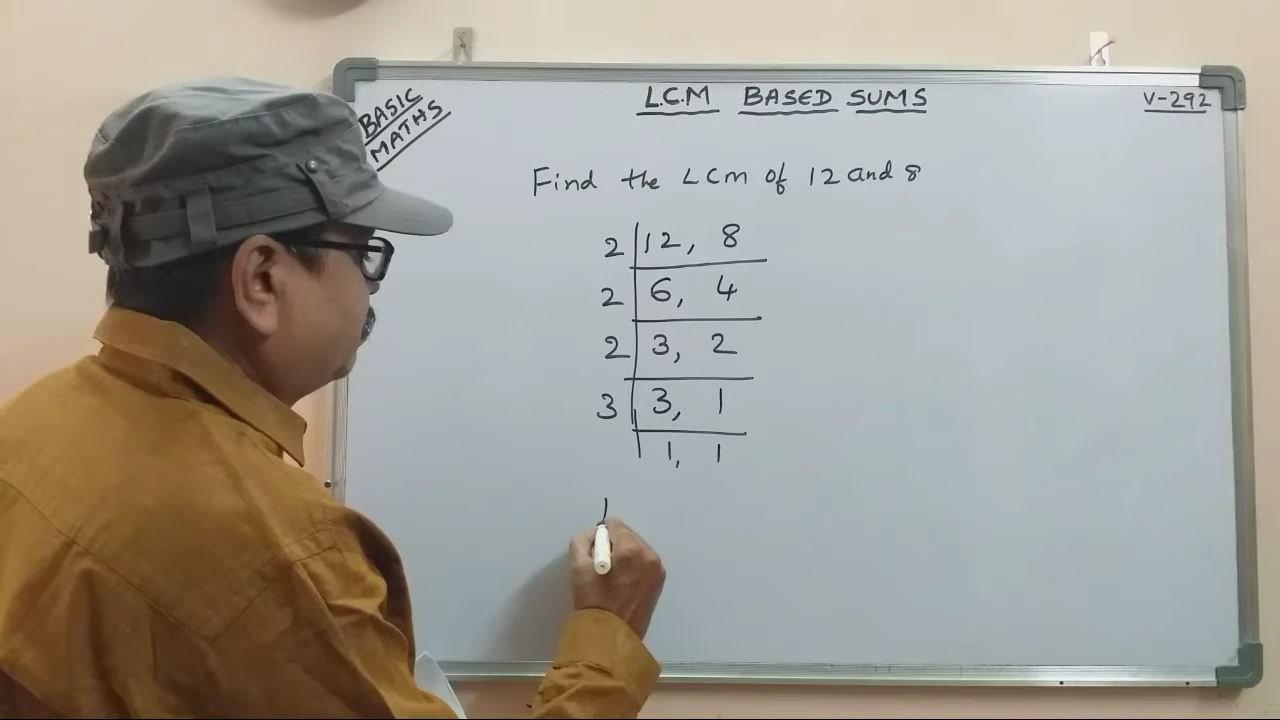 BASIC
MATHS
L.C.M BASED SUMS
V-292
Find the LCM of 12 and 8
2 12, 8
2 6, 4
2 3, 2
3 3, 1
1, 1